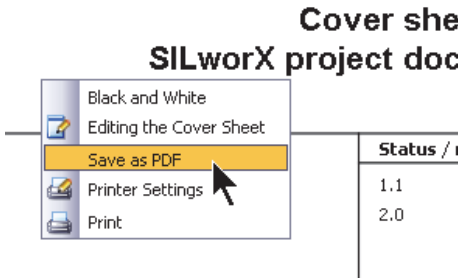 Cover she
SILworX project doc
Black and White
Editing the Cover Sheet
Save as PDF
Printer Settings
Print
Status /
1.1
2.0